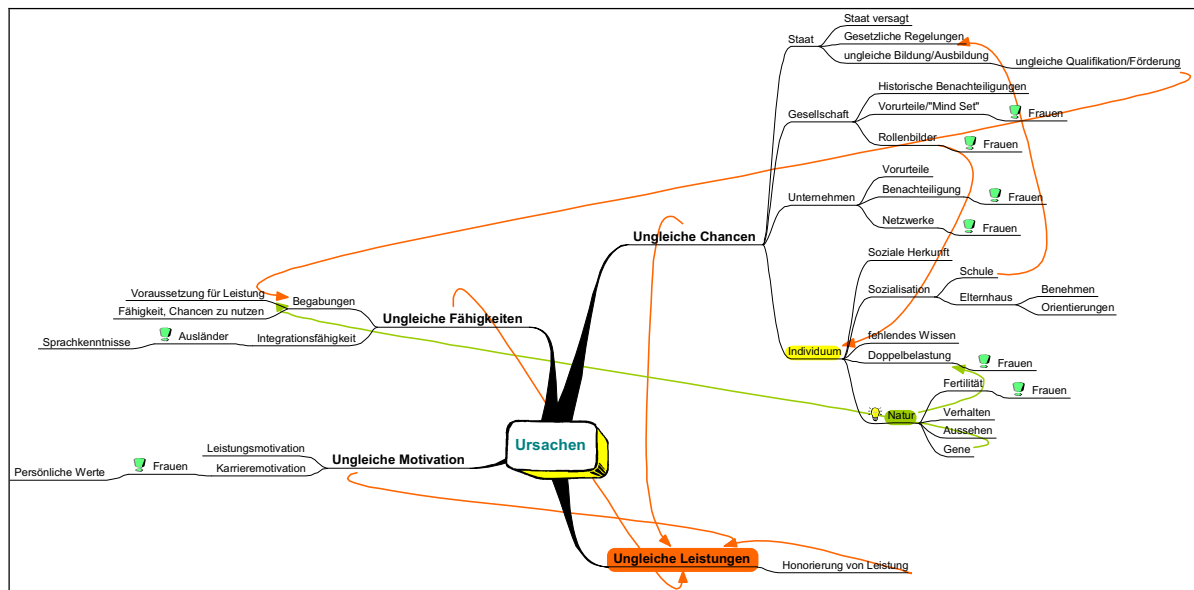 Ursachen
Ungleiche Chancen
Staat
Staat versagt
Gesetzliche Regelungen
ungleiche Bildung/Ausbildung
ungleiche Qualifikation/Förderung
Gesellschaft
Historische Benachteiligungen
Vorurteile/"Mind Set"
Frauen
Rollenbilder
Frauen
Unternehmen
Vorurteile
Benachteiligung
Frauen
Netzwerke
Frauen
Individuum
Soziale Herkunft
Sozialisation
Schule
Elternhaus
Benehmen
Orientierungen
fehlendes Wissen
Doppelbelastung
Frauen
Natur
Fertilität
Frauen
Verhalten
Aussehen
Gene
Ungleiche Leistungen
Honorierung von Leistung
Ungleiche Fähigkeiten
Begabungen
Voraussetzung für Leistung
Fähigkeit, Chancen zu nutzen
Integrationsfähigkeit
Ausländer
Sprachkenntnisse
Ungleiche Motivation
Leistungsmotivation
Karrieremotivation
Frauen
Persönliche Werte